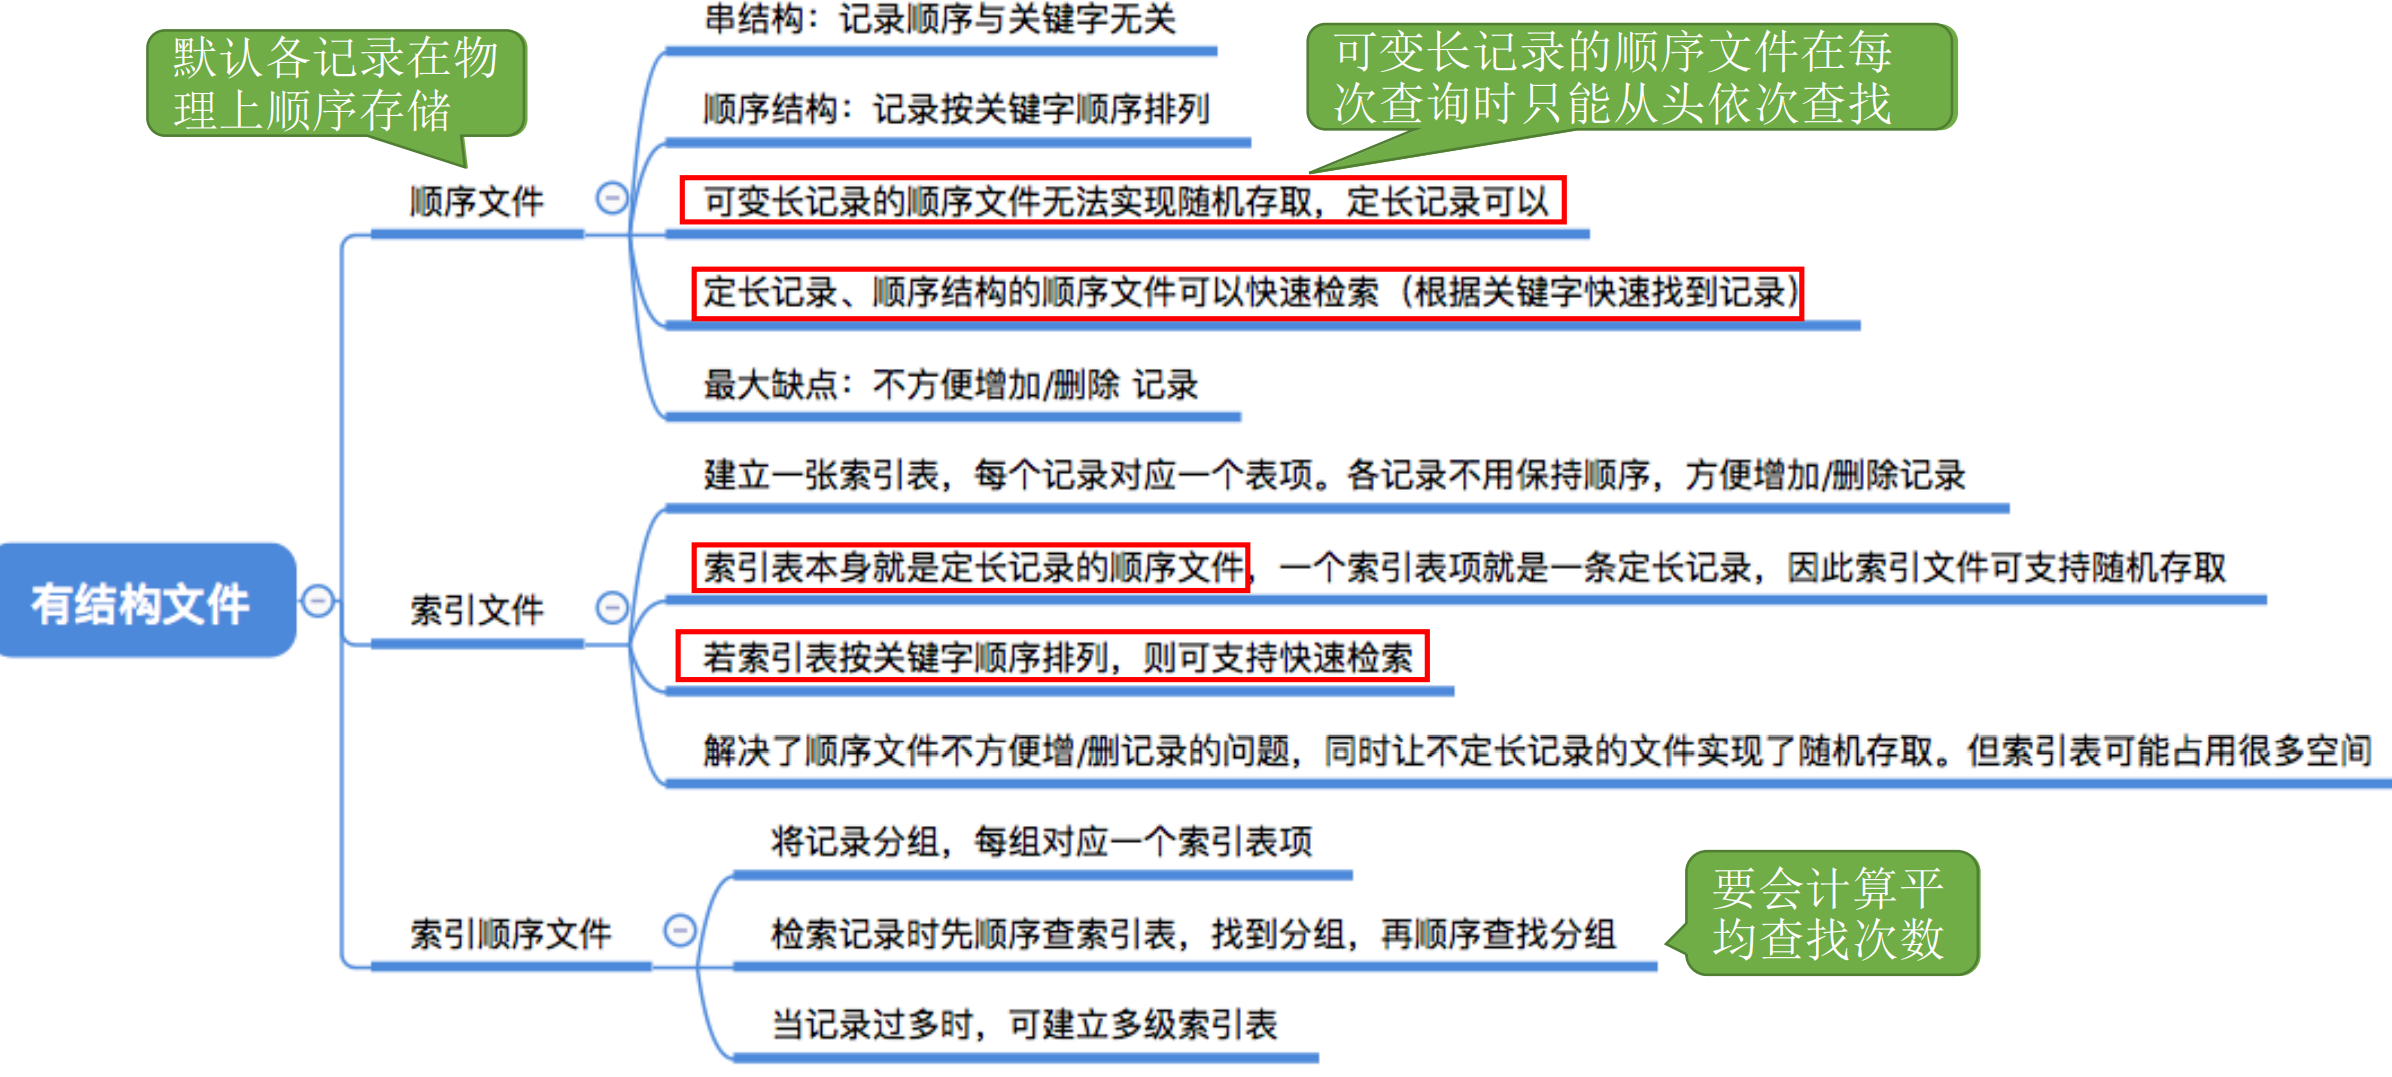 有结构文件
顺序文件
默认各记录在物
理上顺序存储
串结构：记录顺序与关键字无关
顺序结构：记录按关键字顺序排列
可变长记录的顺序文件无法实现随机存取，定长记录可以
可变长记录的顺序文件在每
次查询时只能从头依次查找
定长记录、顺序结构的顺序文件可以快速检索（根据关键字快速找到记录）
最大缺点：不方便增加/删除 记录
索引文件
建立一张索引表，每个记录对应一个表项。各记录不用保持顺序，方便增加/删除记录
索引表本身就是定长记录的顺序文件，一个索引表项就是一条定长记录，因此索引文件可支持随机存取
若索引表按关键字顺序排列，则可支持快速检索
解决了顺序文件不方便增/删记录的问题，同时让不定长记录的文件实现了随机存取。但索引表可能占用很多空间
索引顺序文件
将记录分组，每组对应一个索引表项
检索记录时先顺序查索引表，找到分组，再顺序查找分组
要会计算平
均查找次数
当记录过多时，可建立多级索引表